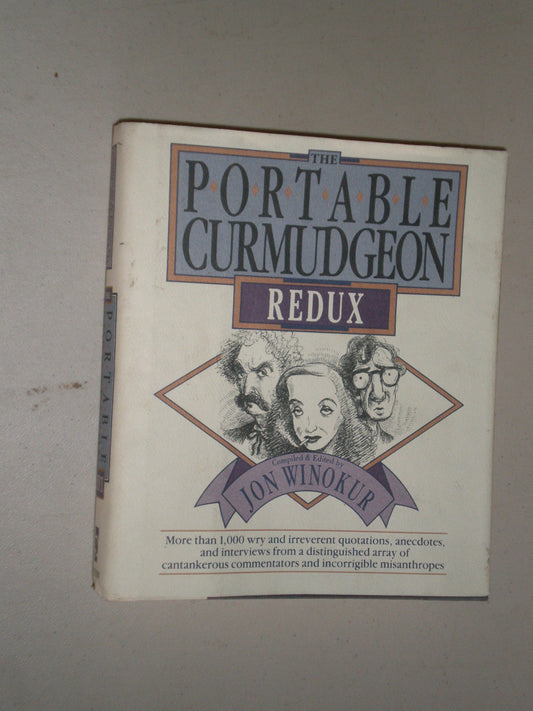 THE
PORTABLE
CURMUDGEON
REDUX
Compiled & Edited by
JON WINOKUR
More than 1,000 wry and irreverent quotations, anecdotes,
and interviews from a distinguished array of
cantankerous commentators and incorrigible misanthropes
PORTABLE